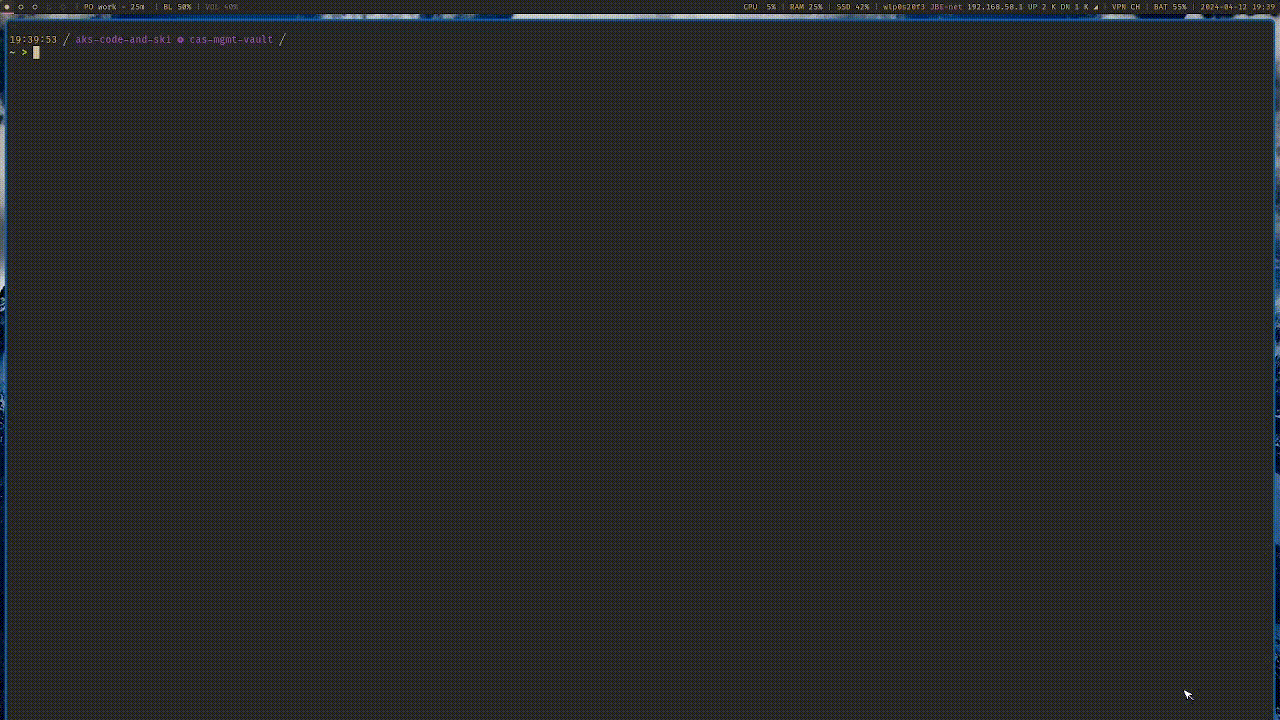 PO work ~ 25m | BL 50% | VOL 40% CPU 5% | RAM 25% | SSD 42% | wlp0s20f3 JBE-net 192.168.50.3 UP 2 K DN 1 K | VPN CH | BAT 55% | 2024-04-12 19:39
19:39:53 / aks-code-and-ski ⚙ cas-mgmt-vault /
~ >